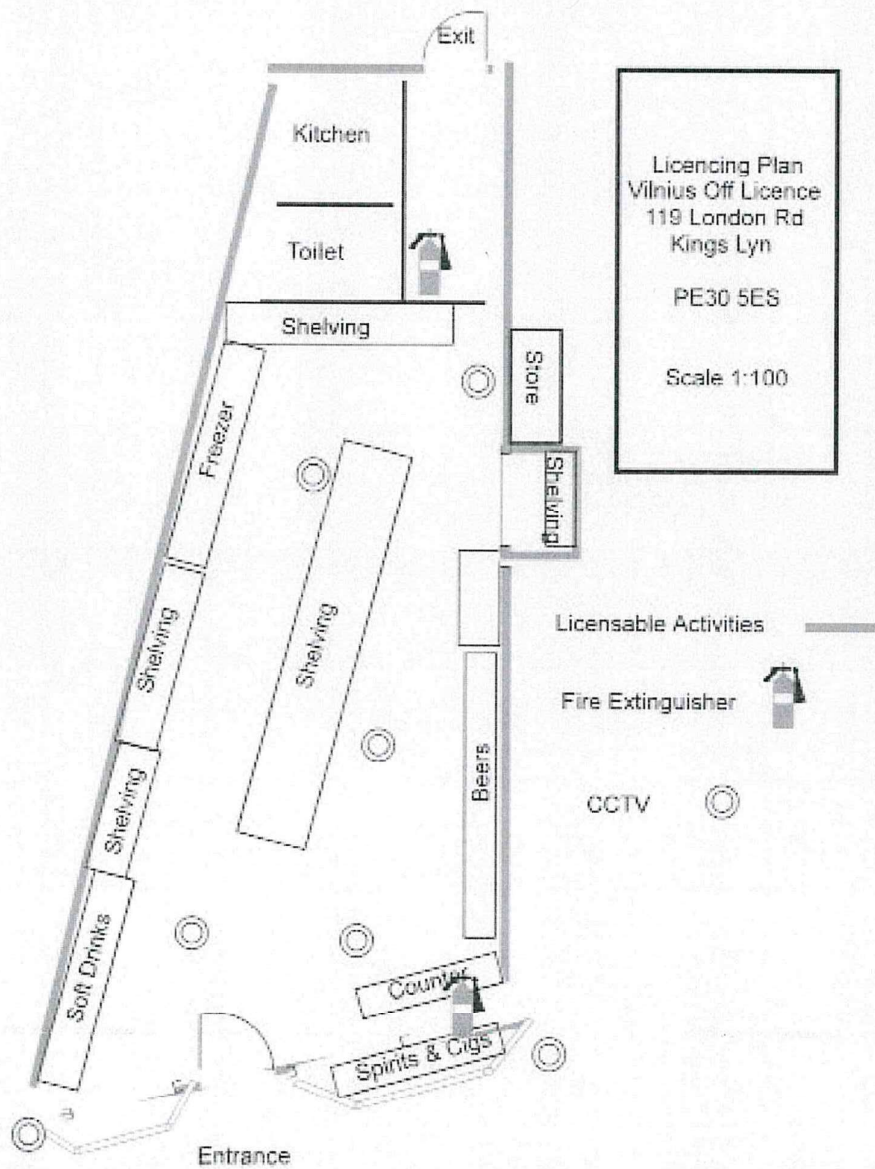 Exit
Kitchen
Toilet
Shelving
Freezer
Store
Shelving
Shelving
Shelving
Shelving
Beers
Soft Drinks
Counter
Spirits & Cigs
Entrance
Licencing Plan
Vilnius Off Licence
119 London Rd
Kings Lyn
PE30 5ES
Scale 1:100
Licensable Activities
Fire Extinguisher
CCTV